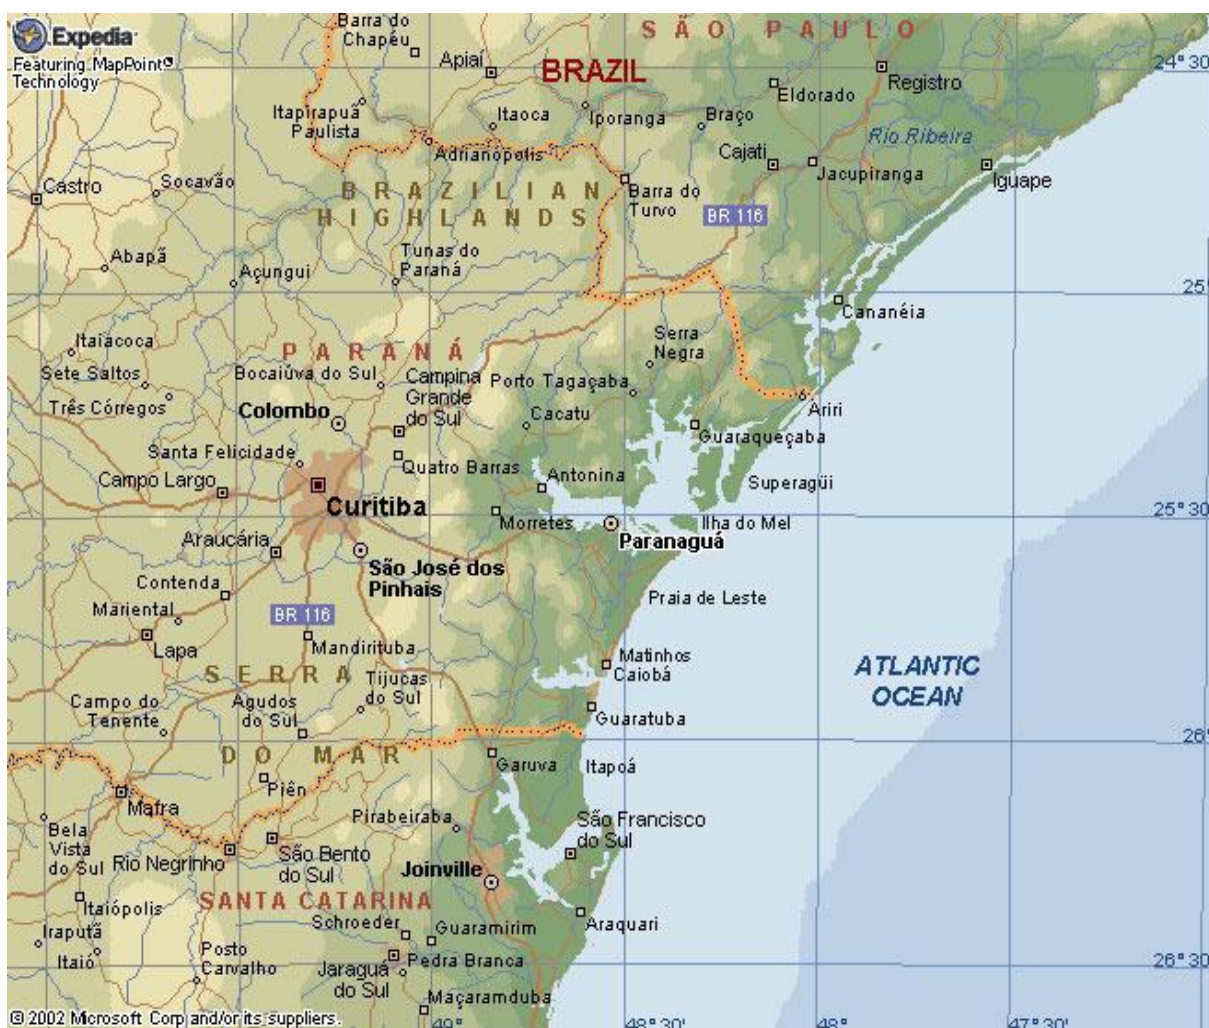 Expedia
Featuring MapPoint®
Technology
Barra do
Chapéu
SÃO PAULO
Apiaí
BRAZIL
24°30
Registro
Eldorado
Itapirapuã
Paulista
Itaoca
Iporanga
Braço
Rio Ribeira
Adrianópolis
Cajati
Jacupiranga
Iguape
Castro
Socavão
BRAZILIAN
HIGHLANDS
Barra do
Turvo
BR 116
Abapã
Açungui
Tunas do
Paraná
25°
Cananéia
Itaiacoca
PARANÁ
Serra
Negra
Sete Saltos
Bocaiúva do Sul
Campina
Grande
do Sul
Porto Tagaçaba
Três Córregos
Colombo
Cacatu
Ariri
Guaraqueçaba
Santa Felicidade
Quatro Barras
Campo Largo
Antonina
Superagüi
Curitiba
Morretes
Ilha do Mel
25°30
Araucária
Paranaguá
São José dos
Pinhais
Contenda
Mariental
BR 116
Praia de Leste
Lapa
Mandirituba
Matinhos
Caiobá
ATLANTIC
OCEAN
SERRA
Tijucas
do Sul
Campo do
Tenente
Agudos
do Sul
Guaratuba
26°
DO MAR
Garuva
Itapoá
Mafra
Piên
Pirabeiraba
São Francisco
do Sul
Bela
Vista
do Sul
Rio Negrinho
São Bento
do Sul
Joinville
SANTA CATARINA
Itaiópolis
Schroeder
Guaramirim
Araquari
Iraputã
Itaió
Posto
Carvalho
Jaraguá
do Sul
Pedra Branca
26°30
Maçaramduba
© 2002 Microsoft Corp and/or its suppliers.
49°
48°30'
48°
47°30'